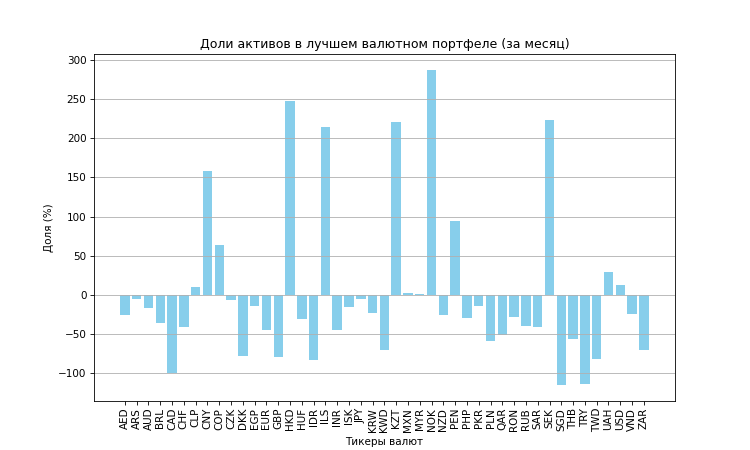 Доли активов в лучшем валютном портфеле (за месяц)
300
250
200
150
100
50
0
−50
−100
Доля (%)
AED
ARS
AUD
BRL
CAD
CHF
CLP
CNY
COP
CZK
DKK
EGP
EUR
GBP
HKD
HUF
IDR
ILS
INR
ISK
JPY
KRW
KWD
KZT
MXN
MYR
NOK
NZD
PEN
PHP
PKR
PLN
QAR
RON
RUB
SAR
SEK
SGD
THB
TRY
TWD
UAH
USD
VND
ZAR
Тикеры валют